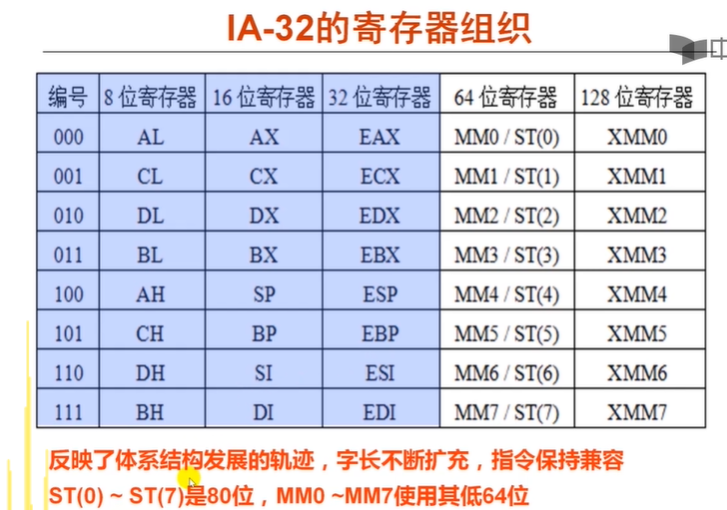 IA-32的寄存器组织
中
编号 8 位寄存器 16 位寄存器 32 位寄存器 64 位寄存器 128 位寄存器
000 AL AX EAX MM0 / ST(0) XMM0
001 CL CX ECX MM1 / ST(1) XMM1
010 DL DX EDX MM2 / ST(2) XMM2
011 BL BX EBX MM3 / ST(3) XMM3
100 AH SP ESP MM4 / ST(4) XMM4
101 CH BP EBP MM5 / ST(5) XMM5
110 DH SI ESI MM6 / ST(6) XMM6
111 BH DI EDI MM7 / ST(7) XMM7
反映了体系结构发展的轨迹，字长不断扩充，指令保持兼容
ST(0) ~ ST(7)是80位，MM0 ~MM7使用其低64位